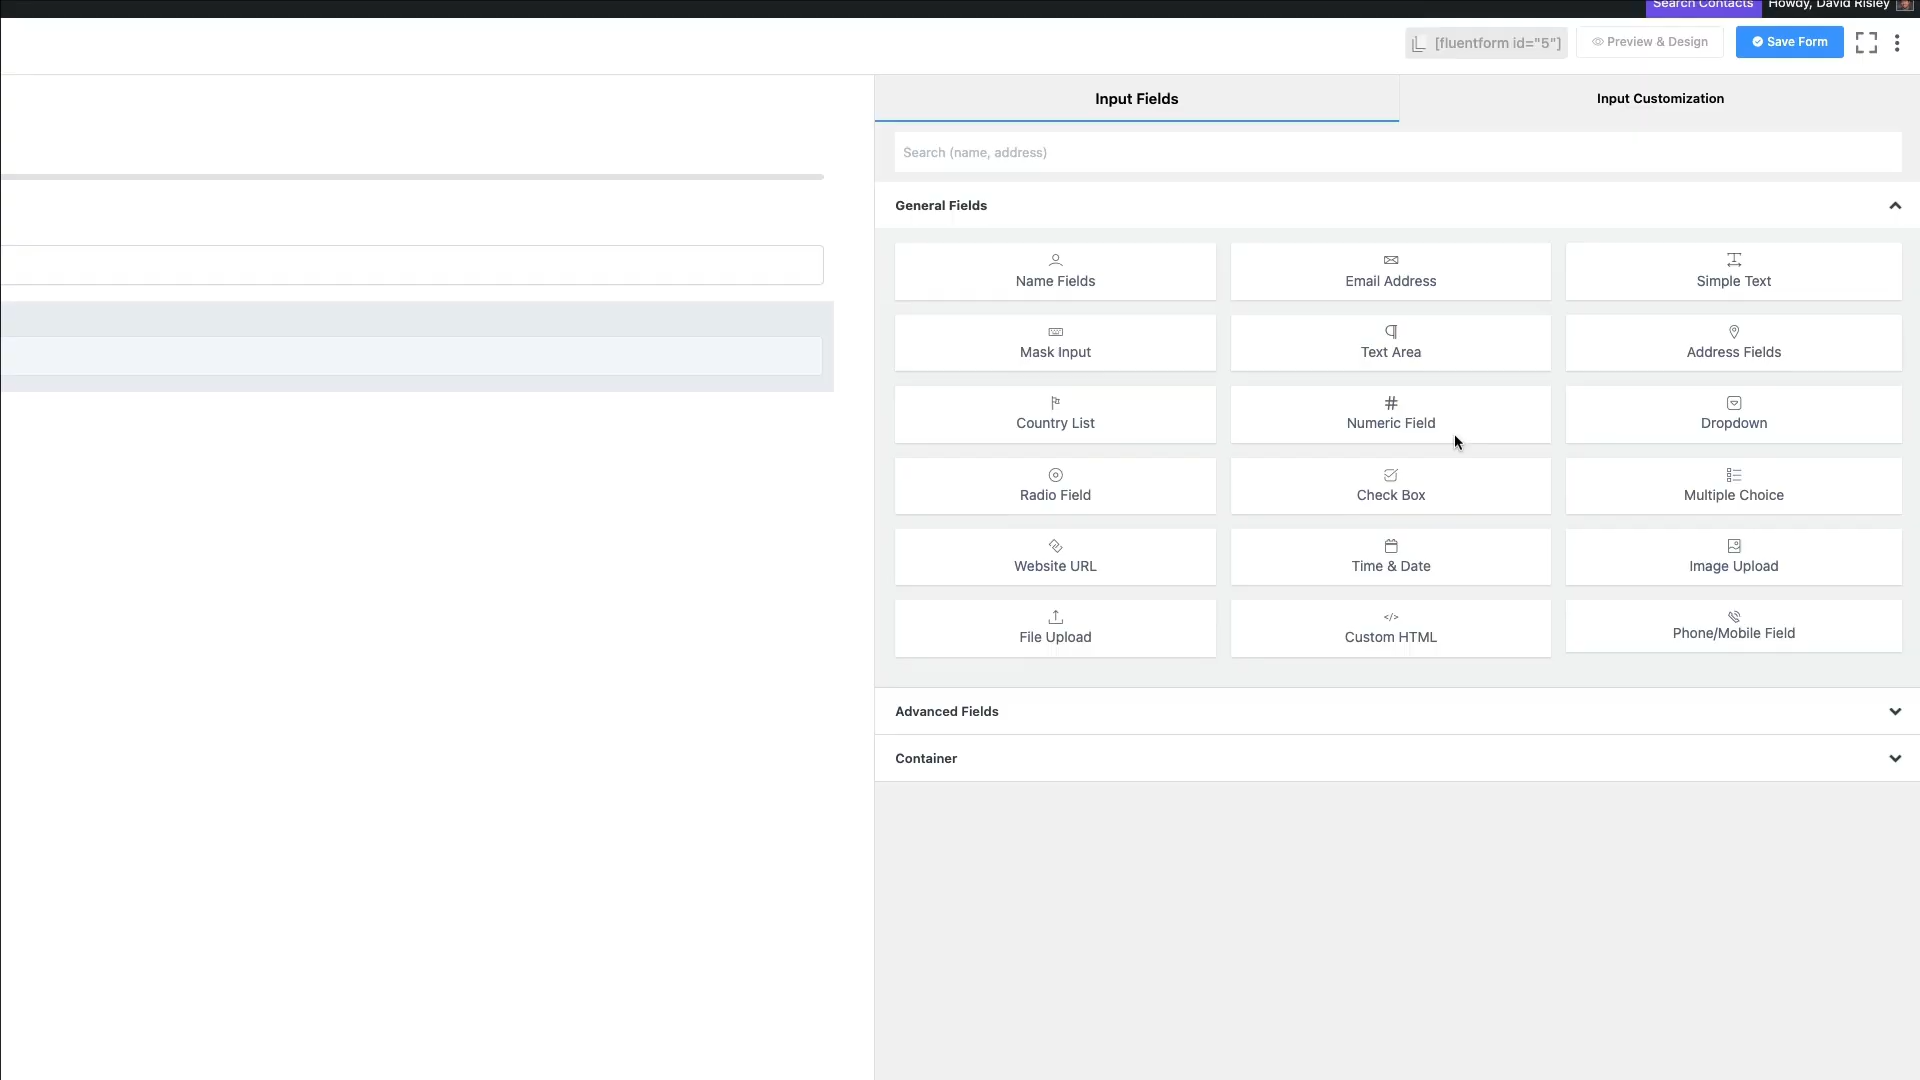 Search Contacts
Howdy, David Risley
[fluentform id="5"]
Preview & Design
Save Form
Input Fields
Input Customization
Search (name, address)
General Fields
Name Fields
Email Address
Simple Text
Mask Input
Text Area
Address Fields
Country List
Numeric Field
Dropdown
Radio Field
Check Box
Multiple Choice
Website URL
Time & Date
Image Upload
File Upload
Custom HTML
Phone/Mobile Field
Advanced Fields
Container